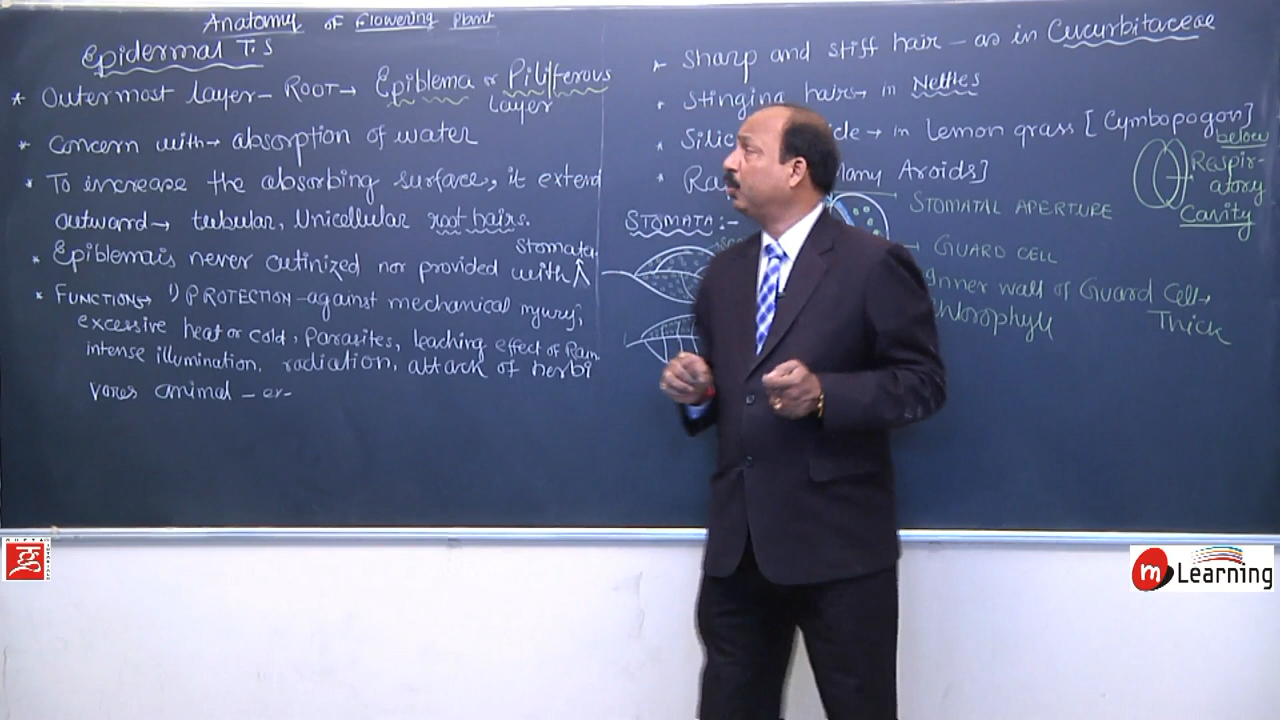 Anatomy of Flowering Plant
Epidermal T.S
* Outermost layer – ROOT → Epiblema or Piliferous
Layer
* Concern with → absorption of water
* To increase the absorbing surface, it extend
outward → tubular, Unicellular root hairs.
Stomata
* Epiblema is never cutinized nor provided with
* FUNCTION → 1) PROTECTION – against mechanical injury,
excessive heat or cold, Parasites, leaching effect of Rain
intense illumination, radiation, attack of herbi
vores animal –
* Sharp and stiff hair – as in Cucurbitaceae
* Stinging hairs → in Nettles
* Silic → in Lemon grass [Cymbopogon]
* Ra Many Aroids]
STOMATA :-
STOMATAL APERTURE
GUARD CELL
Inner wall of Guard Cell →
Thick
hlorophyll
below
Respir-
atory
Cavity
m Learning